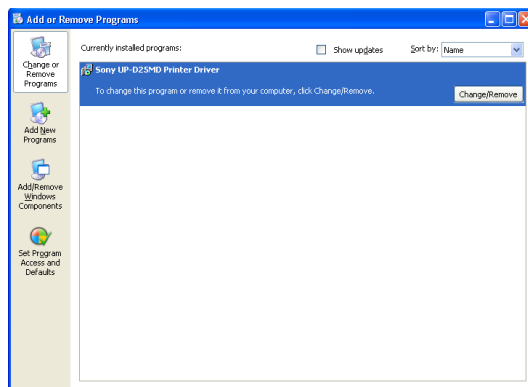 Add or Remove Programs
Change or
Remove
Programs
Add New
Programs
Add/Remove
Windows
Components
Set Program
Access and
Defaults
Currently installed programs:
Show updates
Sort by:
Name
Sony UP-D25MD Printer Driver
To change this program or remove it from your computer, click Change/Remove.
Change/Remove